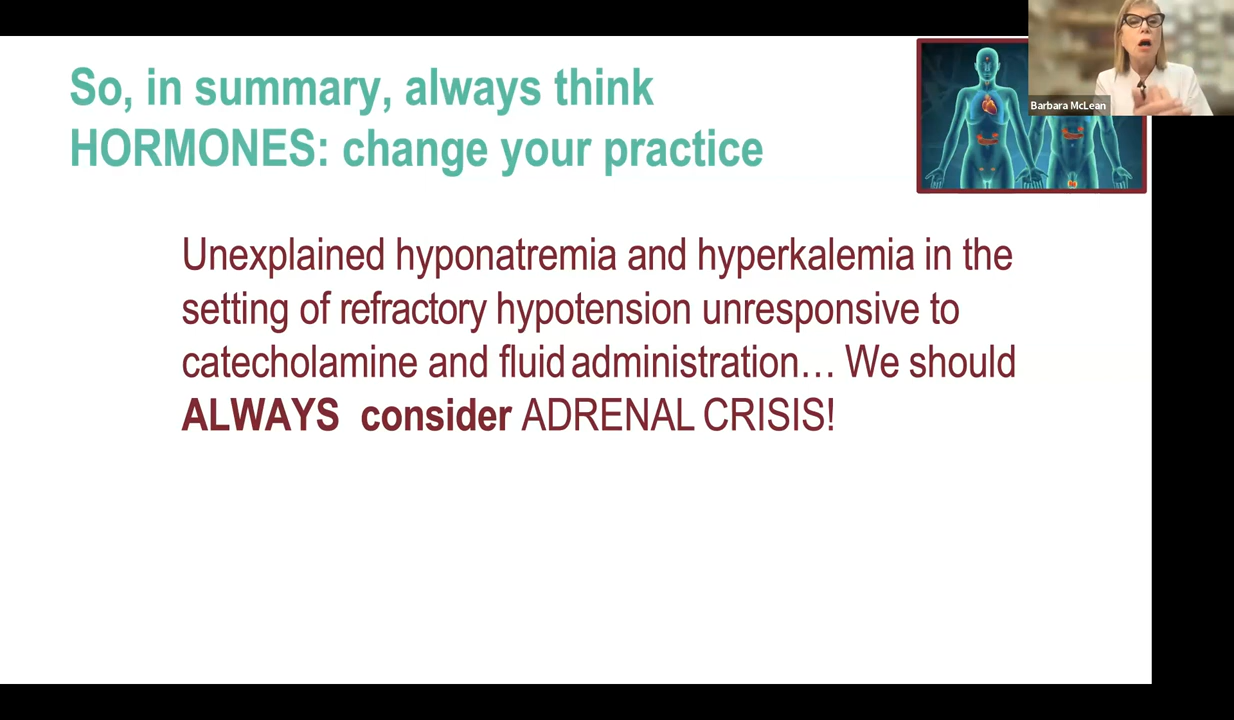 So, in summary, always think
HORMONES: change your practice
Barbara McLean
Unexplained hyponatremia and hyperkalemia in the
setting of refractory hypotension unresponsive to
catecholamine and fluid administration… We should
ALWAYS consider ADRENAL CRISIS!